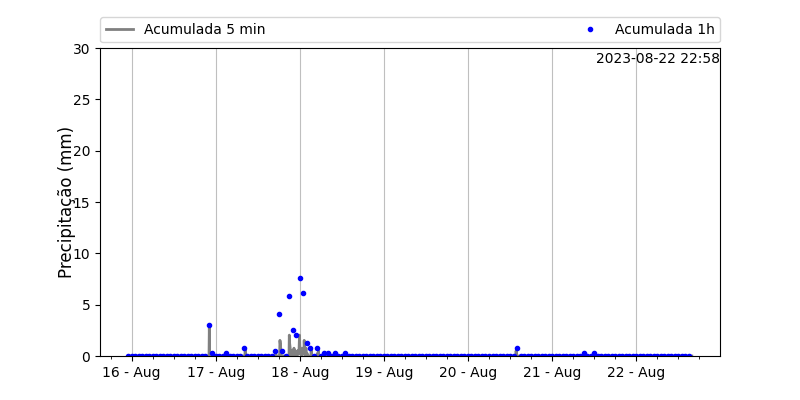 Acumulada 5 min
Acumulada 1h
2023-08-22 22:58
Precipitação (mm)
30
25
20
15
10
5
0
16 - Aug
17 - Aug
18 - Aug
19 - Aug
20 - Aug
21 - Aug
22 - Aug